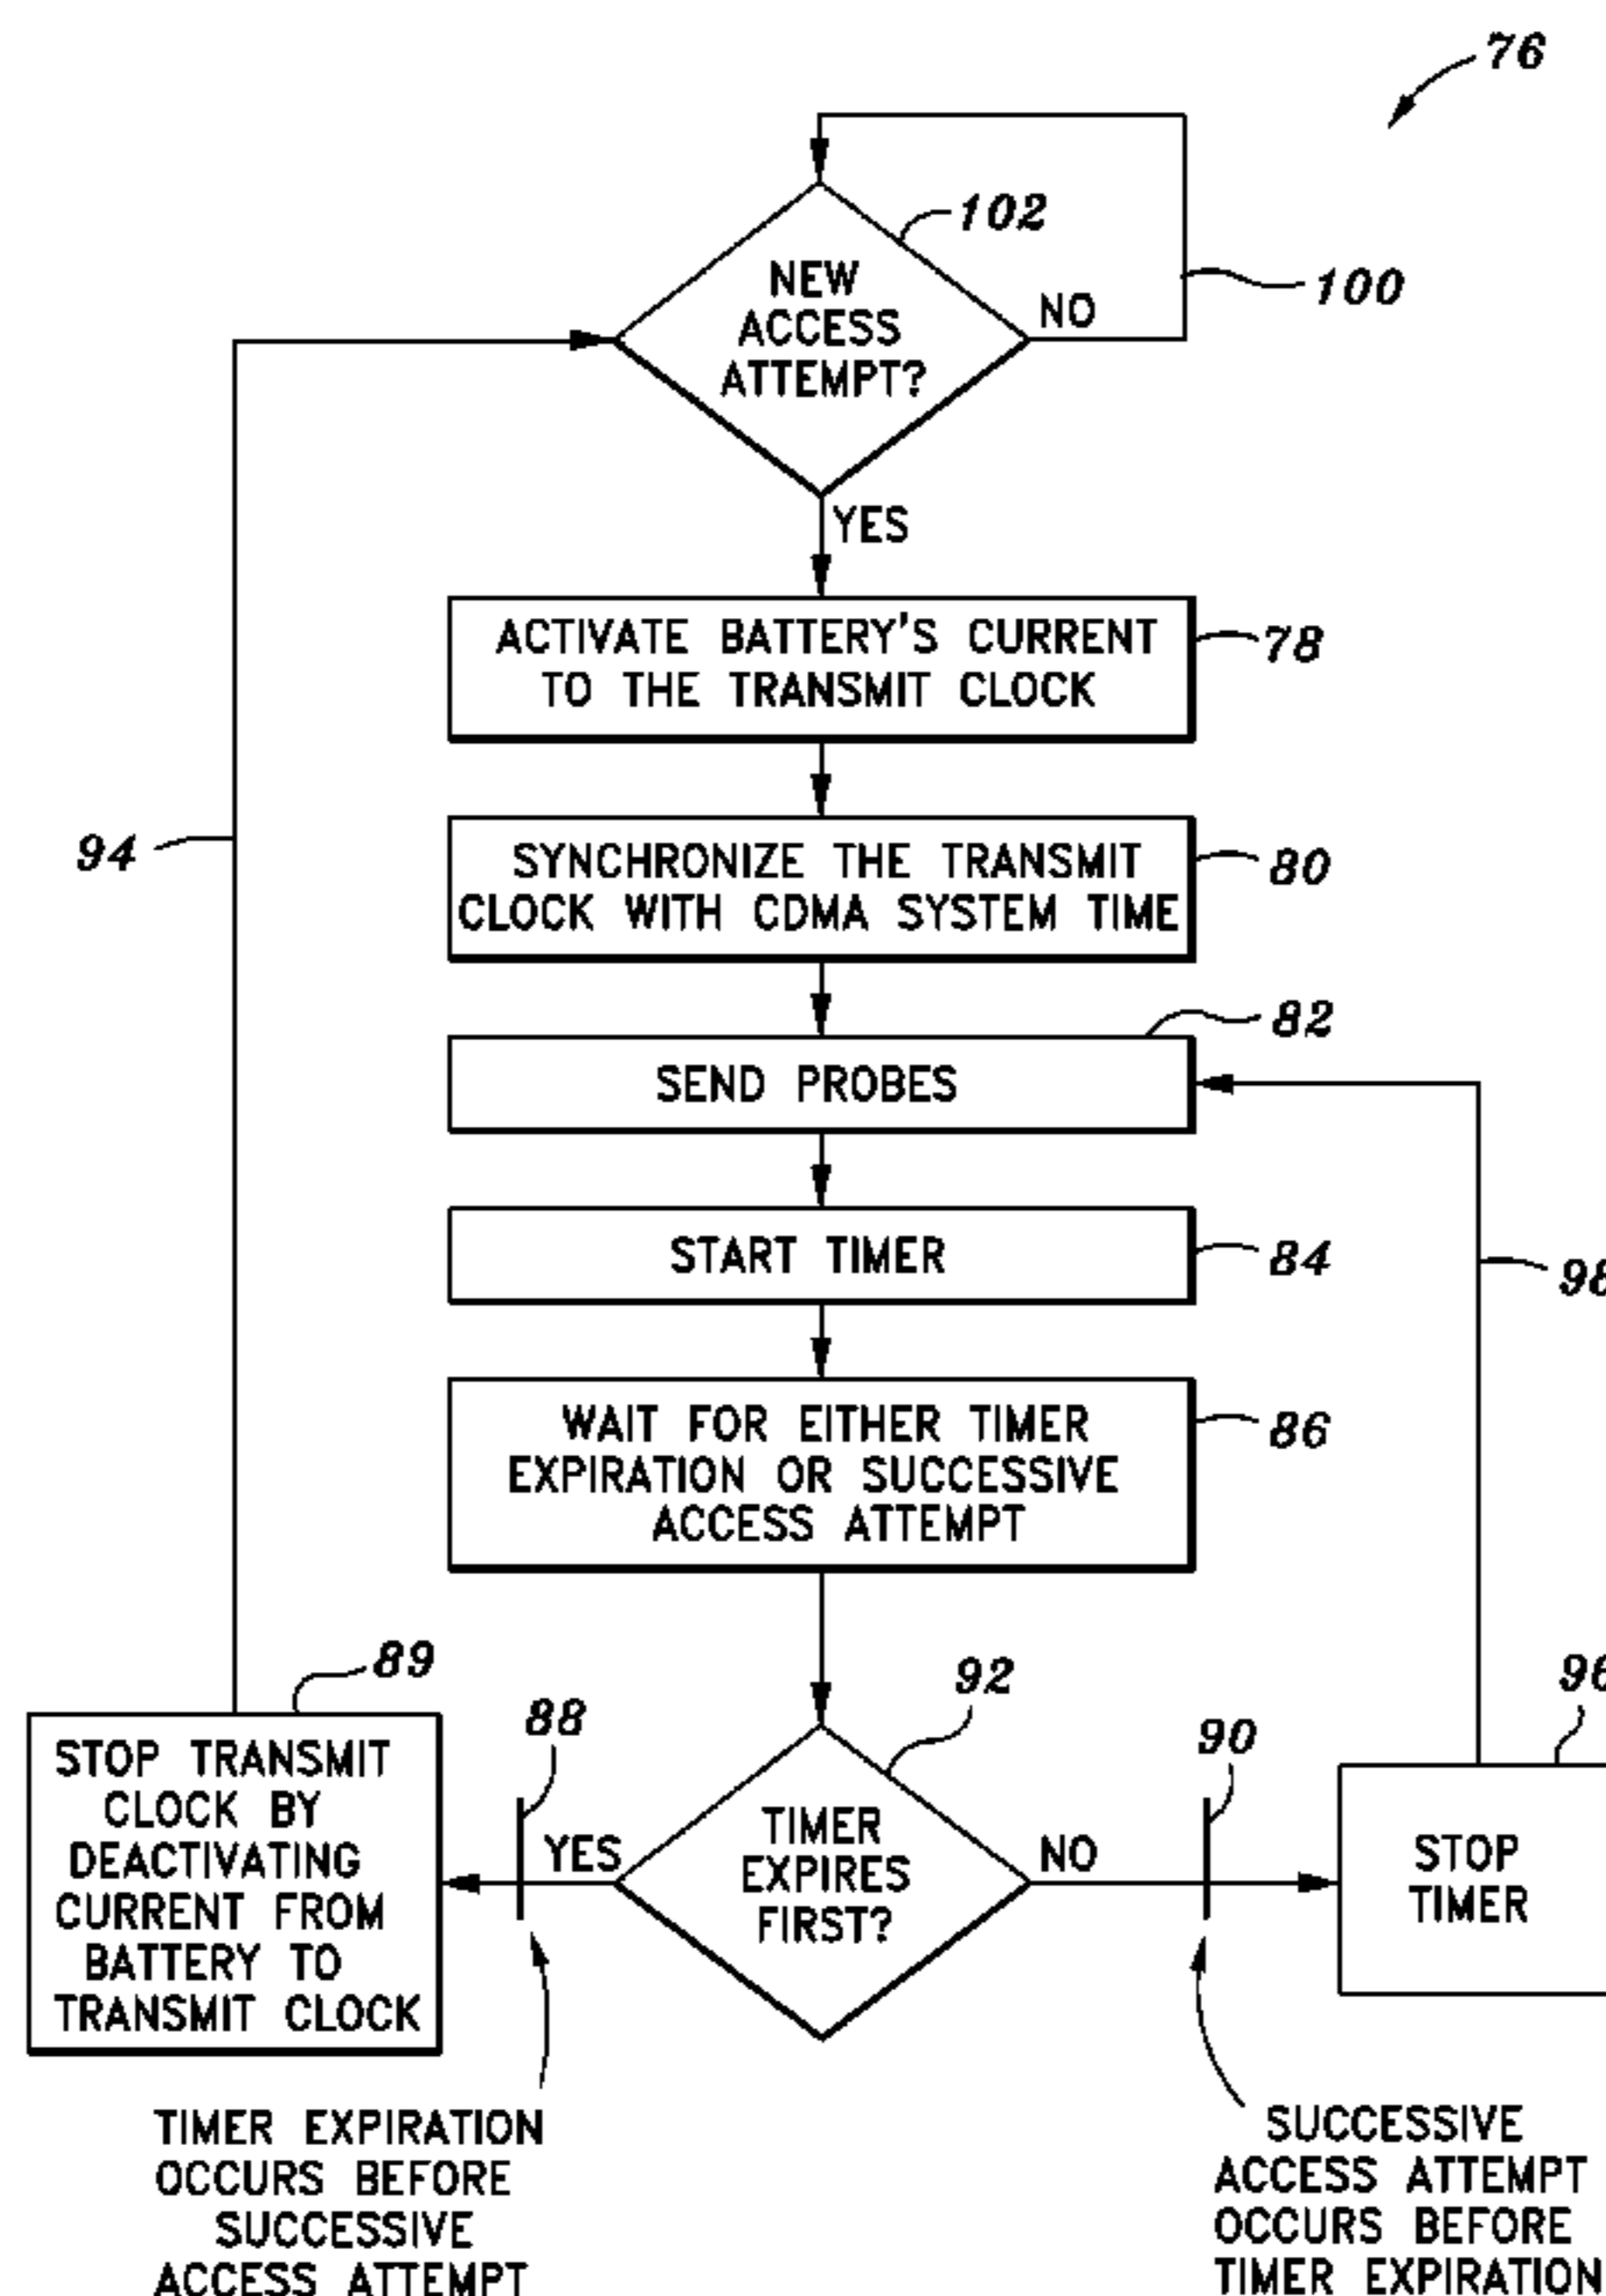 76
102
NEW
ACCESS
ATTEMPT?
NO
100
YES
ACTIVATE BATTERY'S CURRENT
TO THE TRANSMIT CLOCK
78
94
SYNCHRONIZE THE TRANSMIT
CLOCK WITH CDMA SYSTEM TIME
80
82
SEND PROBES
START TIMER
84
98
WAIT FOR EITHER TIMER
EXPIRATION OR SUCCESSIVE
ACCESS ATTEMPT
86
89
88
92
90
96
STOP TRANSMIT
CLOCK BY
DEACTIVATING
CURRENT FROM
BATTERY TO
TRANSMIT CLOCK
YES
TIMER
EXPIRES
FIRST?
NO
STOP
TIMER
TIMER EXPIRATION
OCCURS BEFORE
SUCCESSIVE
ACCESS ATTEMPT
SUCCESSIVE
ACCESS ATTEMPT
OCCURS BEFORE
TIMER EXPIRATION